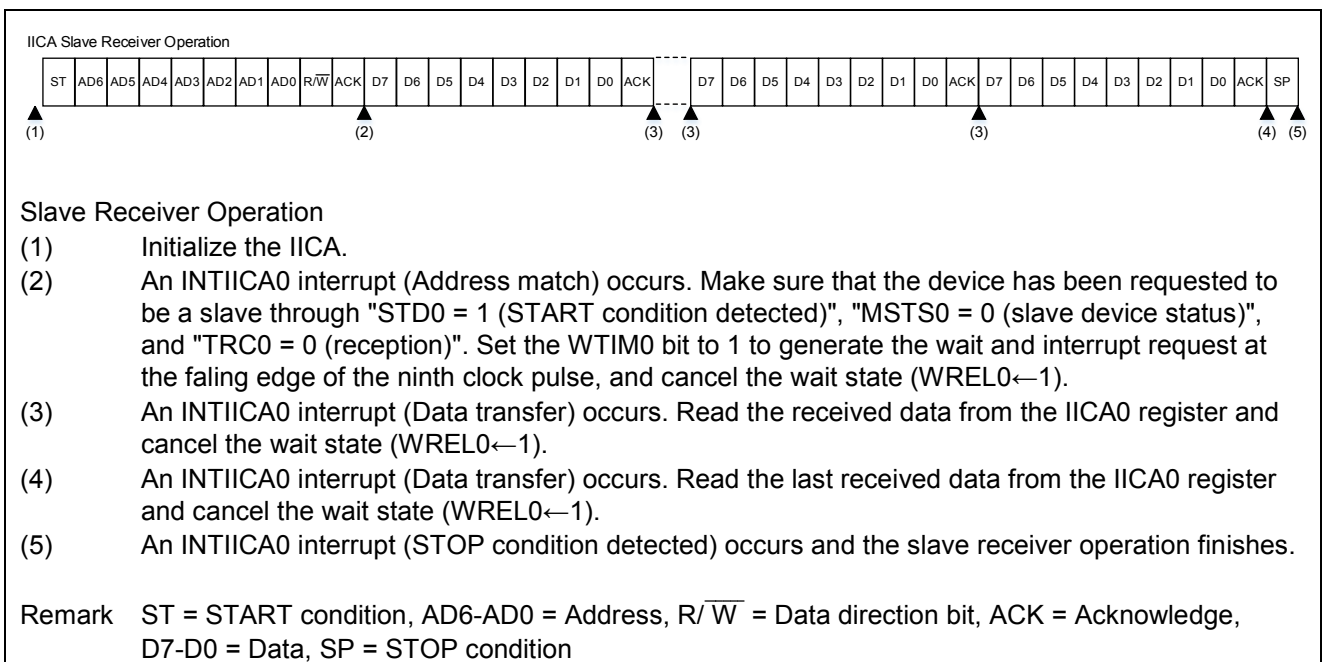 IICA Slave Receiver Operation
ST AD6 AD5 AD4 AD3 AD2 AD1 AD0 R/W̅ ACK D7 D6 D5 D4 D3 D2 D1 D0 ACK D7 D6 D5 D4 D3 D2 D1 D0 ACK D7 D6 D5 D4 D3 D2 D1 D0 ACK SP
(1) (2) (3) (3) (3) (4) (5)
Slave Receiver Operation
(1) Initialize the IICA.
(2) An INTIICA0 interrupt (Address match) occurs. Make sure that the device has been requested to
be a slave through "STD0 = 1 (START condition detected)", "MSTS0 = 0 (slave device status)",
and "TRC0 = 0 (reception)". Set the WTIM0 bit to 1 to generate the wait and interrupt request at
the faling edge of the ninth clock pulse, and cancel the wait state (WREL0←1).
(3) An INTIICA0 interrupt (Data transfer) occurs. Read the received data from the IICA0 register and
cancel the wait state (WREL0←1).
(4) An INTIICA0 interrupt (Data transfer) occurs. Read the last received data from the IICA0 register
and cancel the wait state (WREL0←1).
(5) An INTIICA0 interrupt (STOP condition detected) occurs and the slave receiver operation finishes.
Remark ST = START condition, AD6-AD0 = Address, R/W̅ = Data direction bit, ACK = Acknowledge,
D7-D0 = Data, SP = STOP condition